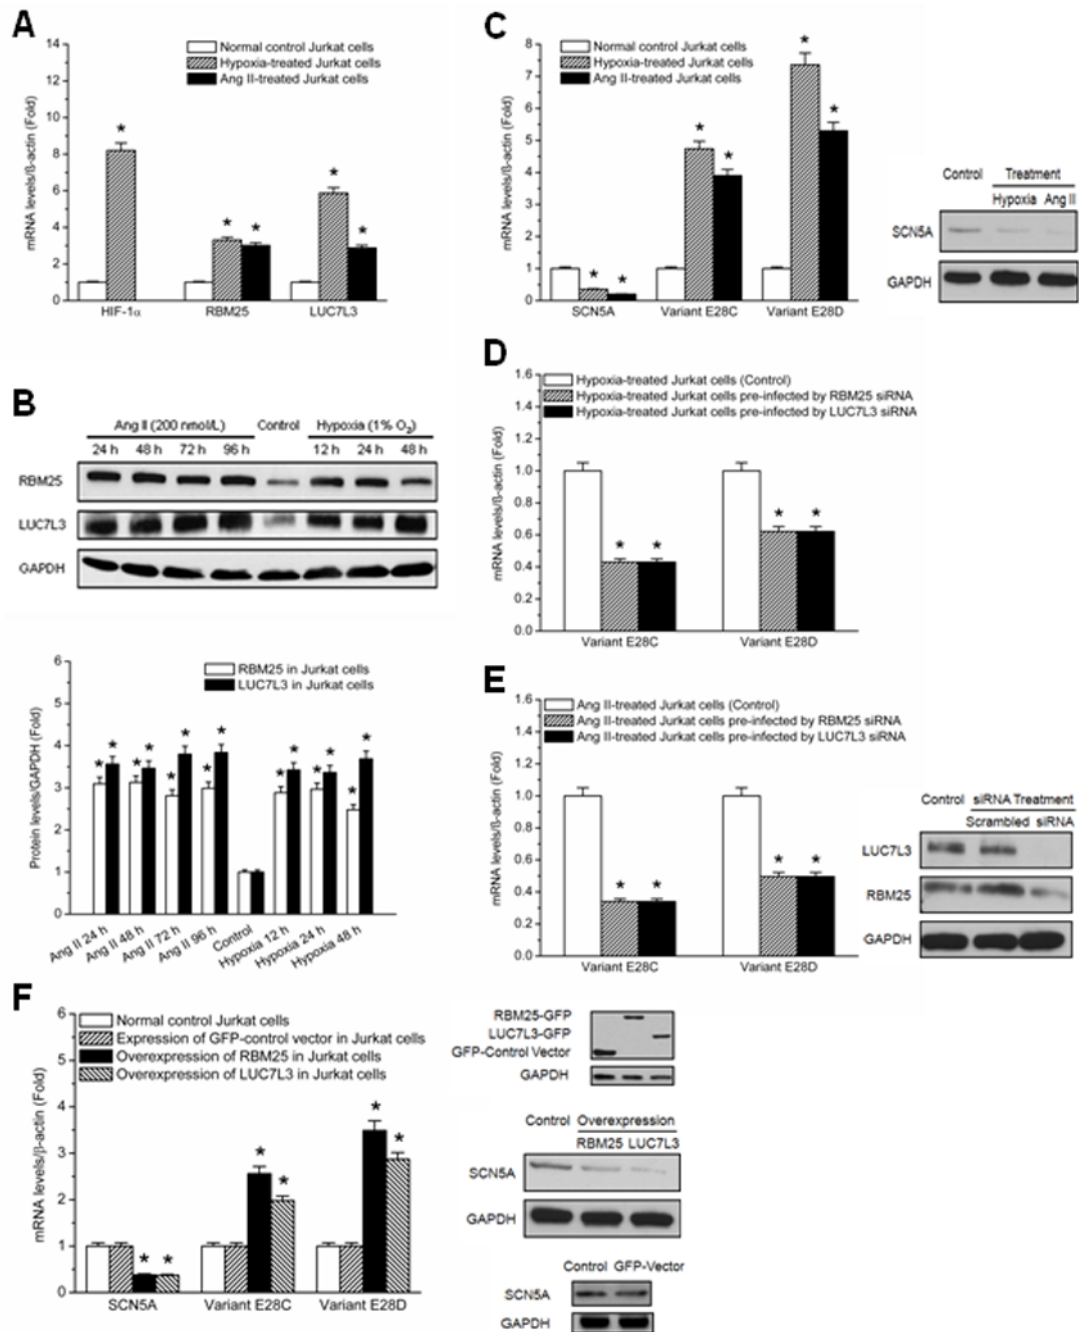 A
mRNA levels/ß-actin (Fold)
14
12
10
8
6
4
2
0
Normal control Jurkat cells
Hypoxia-treated Jurkat cells
Ang II-treated Jurkat cells
*
* *
*
*
HIF-1α RBM25 LUC7L3
C
mRNA levels/ß-actin (Fold)
8
7
6
5
4
3
2
1
0
Normal control Jurkat cells
Hypoxia-treated Jurkat cells
Ang II-treated Jurkat cells
* *
* *
* *
SCN5A Variant E28C Variant E28D
Control Treatment
Hypoxia Ang II
SCN5A
GAPDH
B
Ang II (200 nmol/L) Control Hypoxia (1% O2)
24 h 48 h 72 h 96 h 12 h 24 h 48 h
RBM25
LUC7L3
GAPDH
Protein levels/GAPDH (Fold)
6
5
4
3
2
1
0
RBM25 in Jurkat cells
LUC7L3 in Jurkat cells
* * * * * * * * * * * * * *
Ang II 24 h
Ang II 48 h
Ang II 72 h
Ang II 96 h
Control
Hypoxia 12 h
Hypoxia 24 h
Hypoxia 48 h
D
mRNA levels/ß-actin (Fold)
1.6
1.4
1.2
1.0
0.8
0.6
0.4
0.2
0.0
Hypoxia-treated Jurkat cells (Control)
Hypoxia-treated Jurkat cells pre-infected by RBM25 siRNA
Hypoxia-treated Jurkat cells pre-infected by LUC7L3 siRNA
* * * *
Variant E28C Variant E28D
E
mRNA levels/ß-actin (Fold)
1.6
1.4
1.2
1.0
0.8
0.6
0.4
0.2
0.0
Ang II-treated Jurkat cells (Control)
Ang II-treated Jurkat cells pre-infected by RBM25 siRNA
Ang II-treated Jurkat cells pre-infected by LUC7L3 siRNA
* * * *
Variant E28C Variant E28D
Control siRNA Treatment
Scrambled siRNA
LUC7L3
RBM25
GAPDH
F
mRNA levels/β-actin (Fold)
6
5
4
3
2
1
0
Normal control Jurkat cells
Expression of GFP-control vector in Jurkat cells
Overexpression of RBM25 in Jurkat cells
Overexpression of LUC7L3 in Jurkat cells
* *
* *
* *
SCN5A Variant E28C Variant E28D
RBM25-GFP
LUC7L3-GFP
GFP-Control Vector
GAPDH
Control Overexpression
RBM25 LUC7L3
SCN5A
GAPDH
Control GFP-Vector
SCN5A
GAPDH